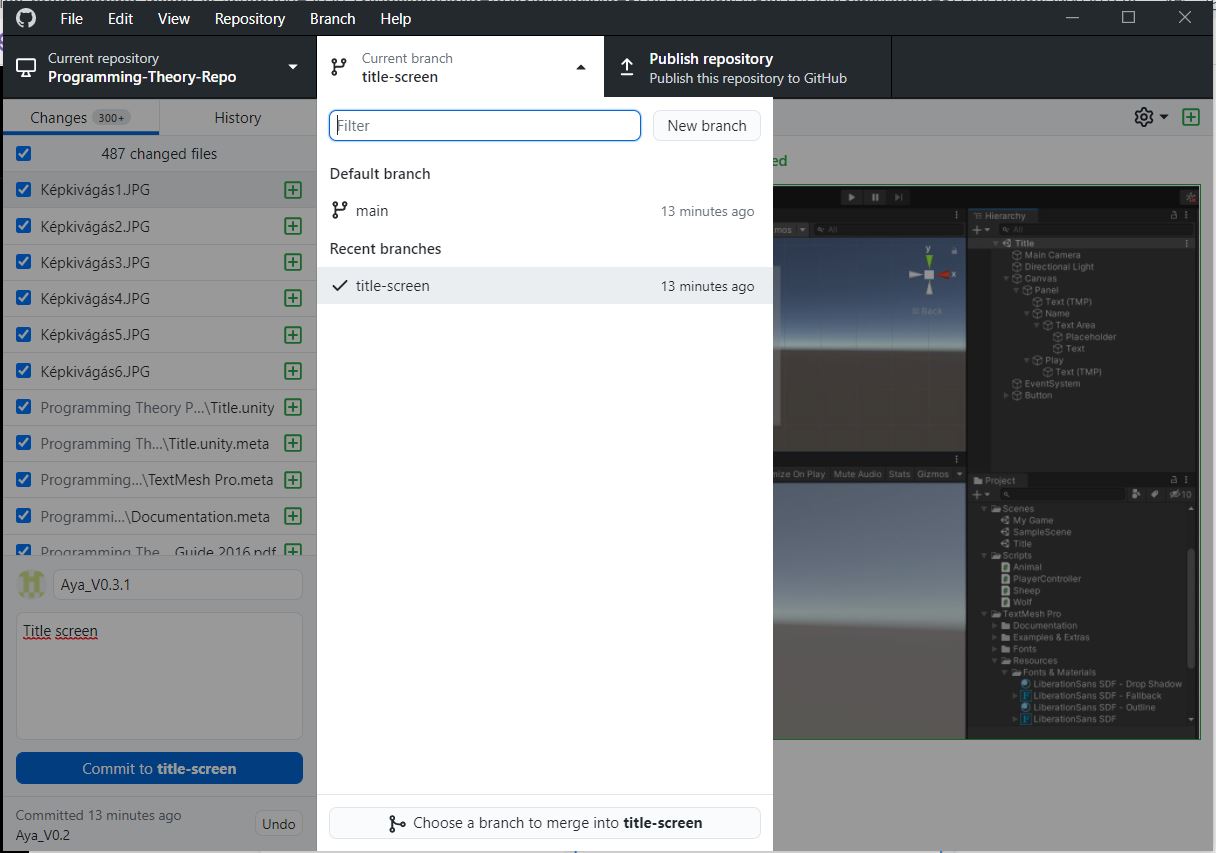 File Edit View Repository Branch Help
Current repository
Programming-Theory-Repo
Current branch
title-screen
Publish repository
Publish this repository to GitHub
Changes 300+ History
487 changed files
Képkivágás1.JPG
Képkivágás2.JPG
Képkivágás3.JPG
Képkivágás4.JPG
Képkivágás5.JPG
Képkivágás6.JPG
Programming Theory P...\Title.unity
Programming Th...\Title.unity.meta
Programming...\TextMesh Pro.meta
Programmi...\Documentation.meta
Programming The... Guide 2016.pdf
Aya_V0.3.1
Title screen
Commit to title-screen
Committed 13 minutes ago
Aya_V0.2
Undo
Filter
New branch
Default branch
main 13 minutes ago
Recent branches
title-screen 13 minutes ago
Choose a branch to merge into title-screen
ed
mos All
y
x
Back
mize On Play Mute Audio Stats Gizmos
Hierarchy
All
Title
Main Camera
Directional Light
Canvas
Panel
Text (TMP)
Name
Text Area
Placeholder
Text
Play
Text (TMP)
EventSystem
Button
Project
10
Scenes
My Game
SampleScene
Title
Scripts
Animal
PlayerController
Sheep
Wolf
TextMesh Pro
Documentation
Examples & Extras
Fonts
Resources
Fonts & Materials
LiberationSans SDF - Drop Shadow
LiberationSans SDF - Fallback
LiberationSans SDF - Outline
LiberationSans SDF